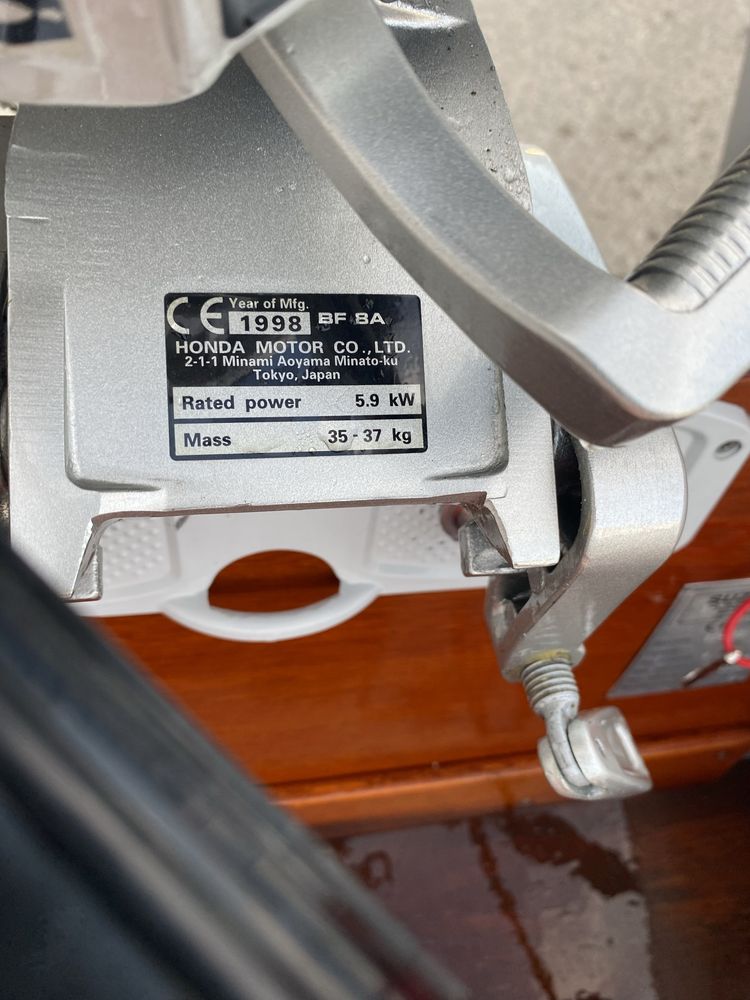 CE Year of Mfg.
1998 BF 8A
HONDA MOTOR CO.,LTD.
2-1-1 Minami Aoyama Minato-ku
Tokyo, Japan
Rated power 5.9 kW
Mass 35 - 37 kg